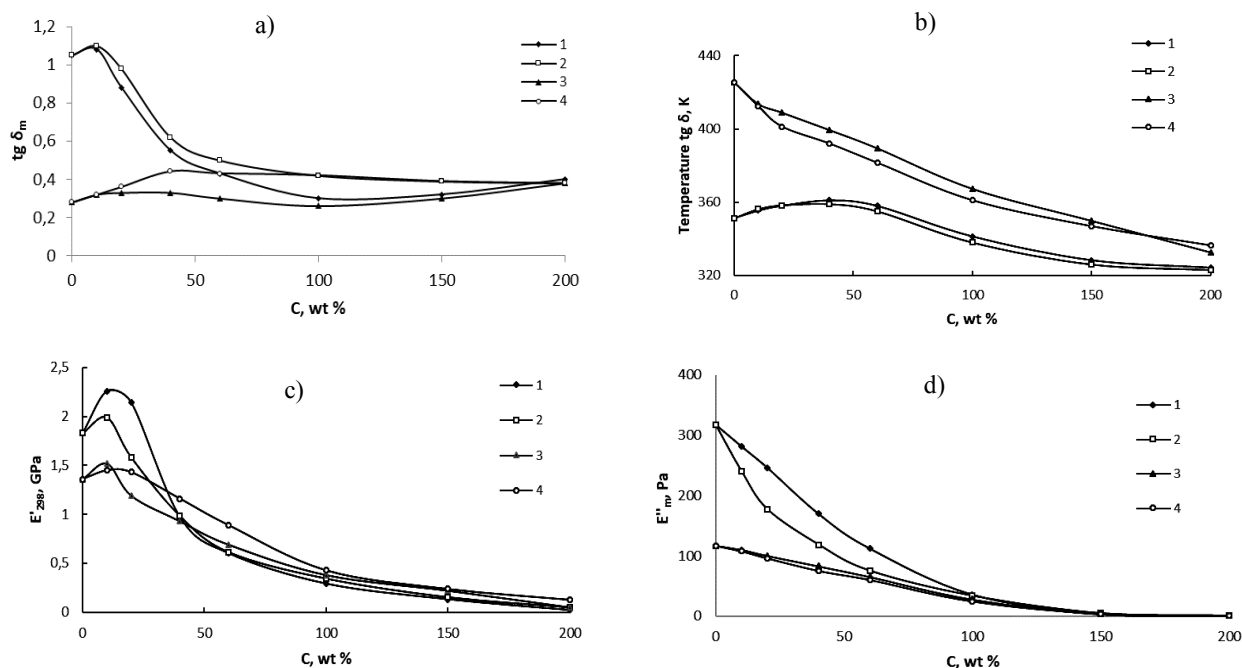 a)
1,2
1
0,8
0,6
0,4
0,2
0
0 50 100 150 200
tg δm
C, wt %
1
2
3
4
b)
440
400
360
320
0 50 100 150 200
Temperature tg δ, K
C, wt %
1
2
3
4
c)
2,5
2
1,5
1
0,5
0
0 50 100 150 200
E'298, GPa
C, wt %
1
2
3
4
d)
400
300
200
100
0
0 50 100 150 200
E"m, Pa
C, wt %
1
2
3
4